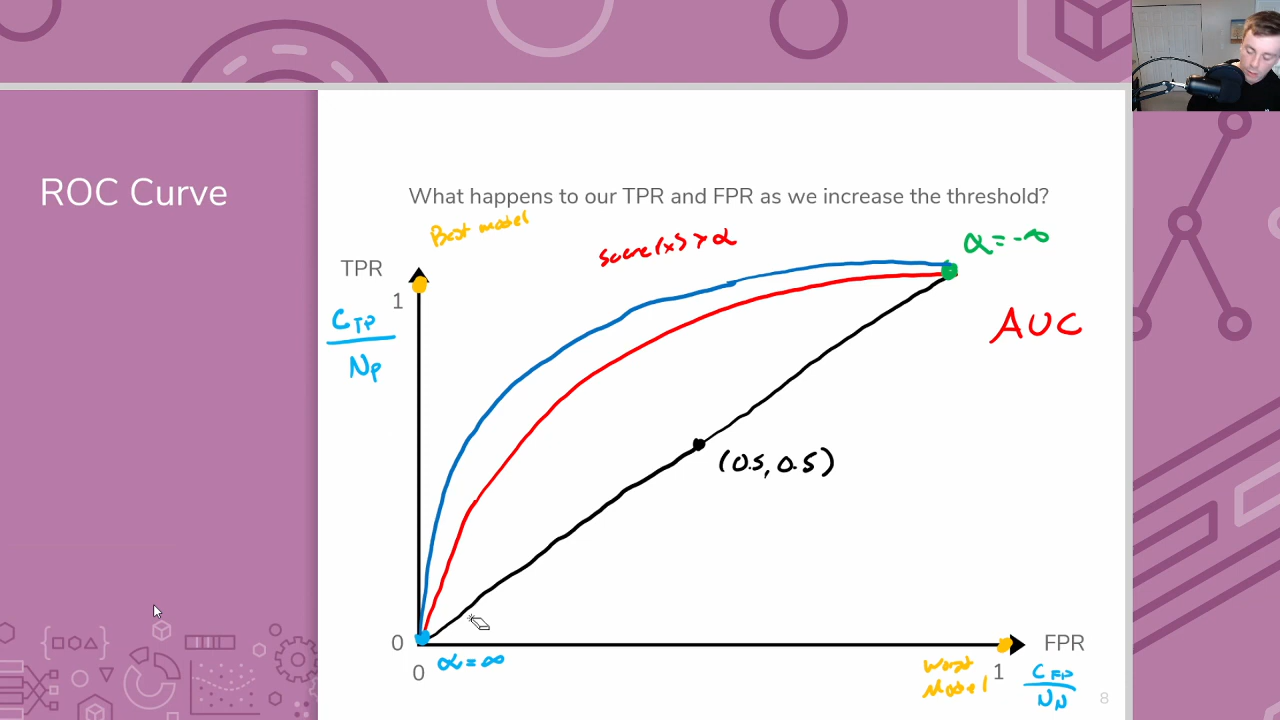 ROC Curve
What happens to our TPR and FPR as we increase the threshold?
Best model
score(x) > α
α = -∞
TPR
1
C_TP
N_P
AUC
(0.5, 0.5)
0
α = ∞
0
Worst
Model
1
FPR
C_FP
N_N
8